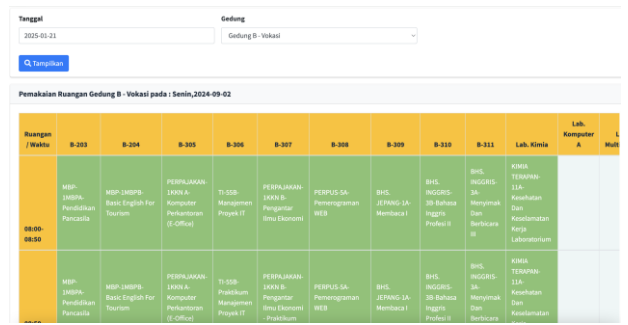 Tanggal
Gedung
2025-01-21
Gedung B - Vokasi
Tampilkan
Pemakaian Ruangan Gedung B - Vokasi pada : Senin,2024-09-02
Ruangan / Waktu
B-203
B-204
B-305
B-306
B-307
B-308
B-309
B-310
B-311
Lab. Kimia
Lab. Komputer A
L
Mult
08:00-
08:50
MBP-
1MBPA-
Pendidikan
Pancasila
MBP-1MBPB-
Basic English For
Tourism
PERPAJAKAN-
1KKN A-
Komputer
Perkantoran
(E-Office)
TI-5SB-
Manajemen
Proyek IT
PERPAJAKAN-
1KKN B-
Pengantar
Ilmu Ekonomi
PERPUS-5A-
Pemerograman
WEB
BHS.
JEPANG-1A-
Membaca I
BHS.
INGGRIS-
3B-Bahasa
Inggris
Profesi II
BHS.
INGGRIS-
3A-
Menyimak
Dan
Berbicara
III
KIMIA
TERAPAN-
11A-
Kesehatan
Dan
Keselamatan
Kerja
Laboratorium
08:50
MBP-
1MBPA-
Pendidikan
Pancasila
MBP-1MBPB-
Basic English For
Tourism
PERPAJAKAN-
1KKN A-
Komputer
Perkantoran
(E-Office)
TI-5SB-
Praktikum
Manajemen
Proyek IT
PERPAJAKAN-
1KKN B-
Pengantar
Ilmu Ekonomi
- Praktikum
PERPUS-5A-
Pemerograman
WEB
BHS.
JEPANG-1A-
Membaca I
BHS.
INGGRIS-
3B-Bahasa
Inggris
Profesi II
BHS.
INGGRIS-
3A-
Menyimak
Dan
Berbicara
KIMIA
TERAPAN-
11A-
Kesehatan
Dan
Keselamatan